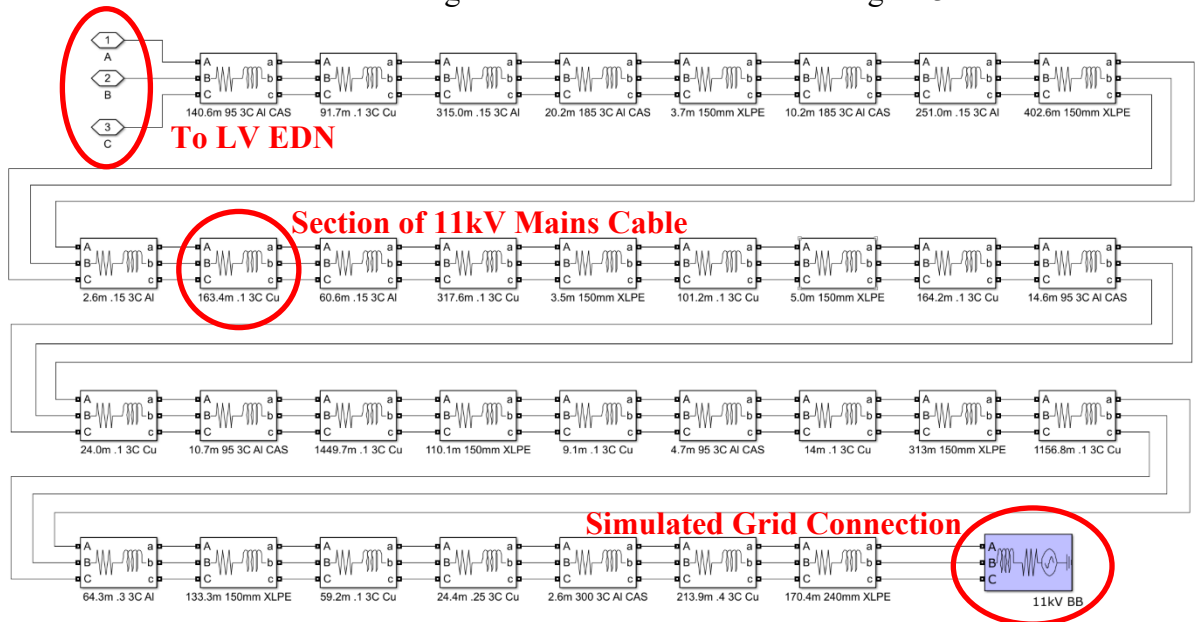 1
A
2
B
3
C
To LV EDN
A a
B b
C c
140.6m 95 3C Al CAS
A a
B b
C c
91.7m .1 3C Cu
A a
B b
C c
315.0m .15 3C Al
A a
B b
C c
20.2m 185 3C Al CAS
A a
B b
C c
3.7m 150mm XLPE
A a
B b
C c
10.2m 185 3C Al CAS
A a
B b
C c
251.0m .15 3C Al
A a
B b
C c
402.6m 150mm XLPE
Section of 11kV Mains Cable
A a
B b
C c
2.6m .15 3C Al
A a
B b
C c
163.4m .1 3C Cu
A a
B b
C c
60.6m .15 3C Al
A a
B b
C c
317.6m .1 3C Cu
A a
B b
C c
3.5m 150mm XLPE
A a
B b
C c
101.2m .1 3C Cu
A a
B b
C c
5.0m 150mm XLPE
A a
B b
C c
164.2m .1 3C Cu
A a
B b
C c
14.6m 95 3C Al CAS
A a
B b
C c
24.0m .1 3C Cu
A a
B b
C c
10.7m 95 3C Al CAS
A a
B b
C c
1449.7m .1 3C Cu
A a
B b
C c
110.1m 150mm XLPE
A a
B b
C c
9.1m .1 3C Cu
A a
B b
C c
4.7m 95 3C Al CAS
A a
B b
C c
14m .1 3C Cu
A a
B b
C c
313m 150mm XLPE
A a
B b
C c
1156.8m .1 3C Cu
Simulated Grid Connection
A a
B b
C c
64.3m .3 3C Al
A a
B b
C c
133.3m 150mm XLPE
A a
B b
C c
59.2m .1 3C Cu
A a
B b
C c
24.4m .25 3C Cu
A a
B b
C c
2.6m 300 3C Al CAS
A a
B b
C c
213.9m .4 3C Cu
A a
B b
C c
170.4m 240mm XLPE
A
B
C
11kV BB